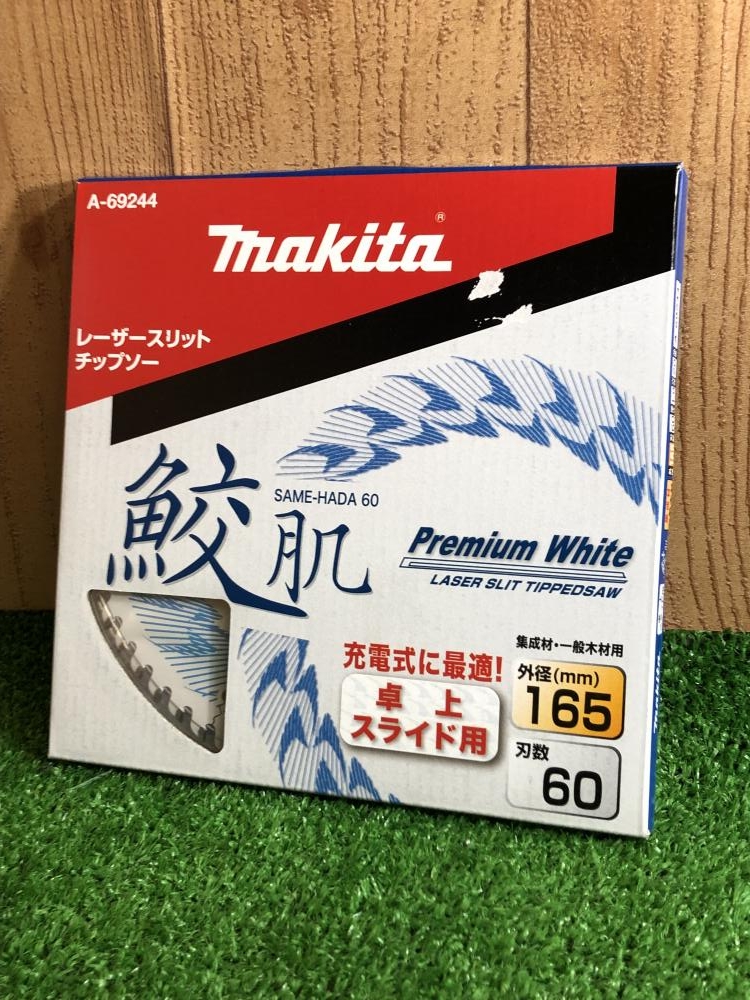 A-69244
makita®
レーザースリット
チップソー
鮫肌
SAME-HADA 60
Premium White
LASER SLIT TIPPEDSAW
集成材・一般木材用
充電式に最適!
卓上
スライド用
外径(mm)
165
刃数
60